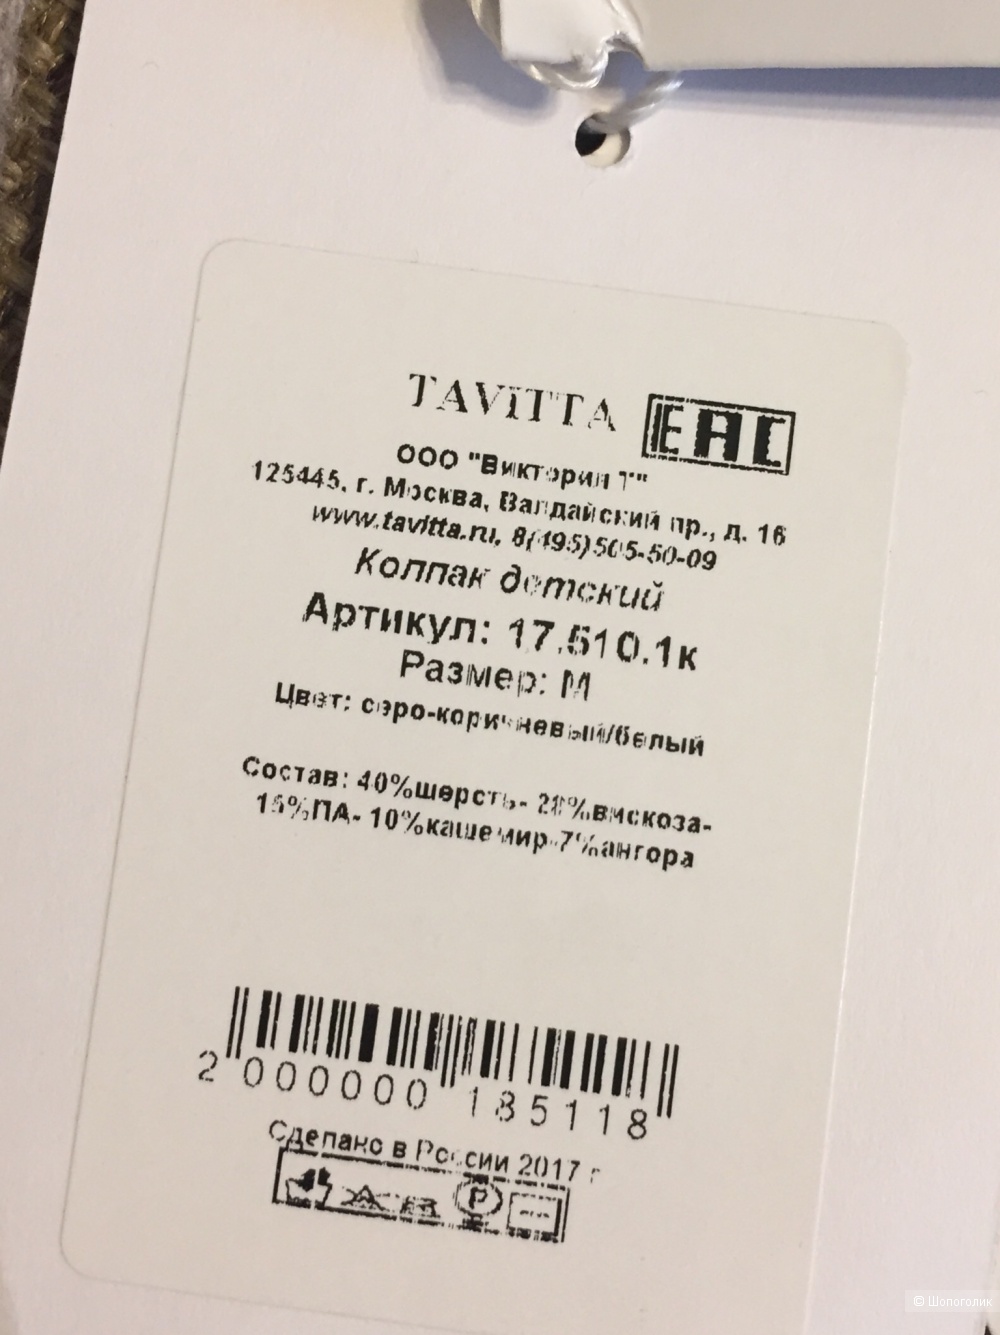 TAVITTA EAC
ООО "Виктория Т"
125445, г. Москва, Валдайский пр., д. 16
www.tavitta.ru, 8(495)505-50-09
Колпак детский
Артикул: 17.510.1к
Размер: М
Цвет: серо-коричневый/белый
Состав: 40%шерсть- 28%вискоза-
15%ПА- 10%кашемир-7%ангора
2 000000 185118
Сделано в России 2017 г
P
© Шопоголик